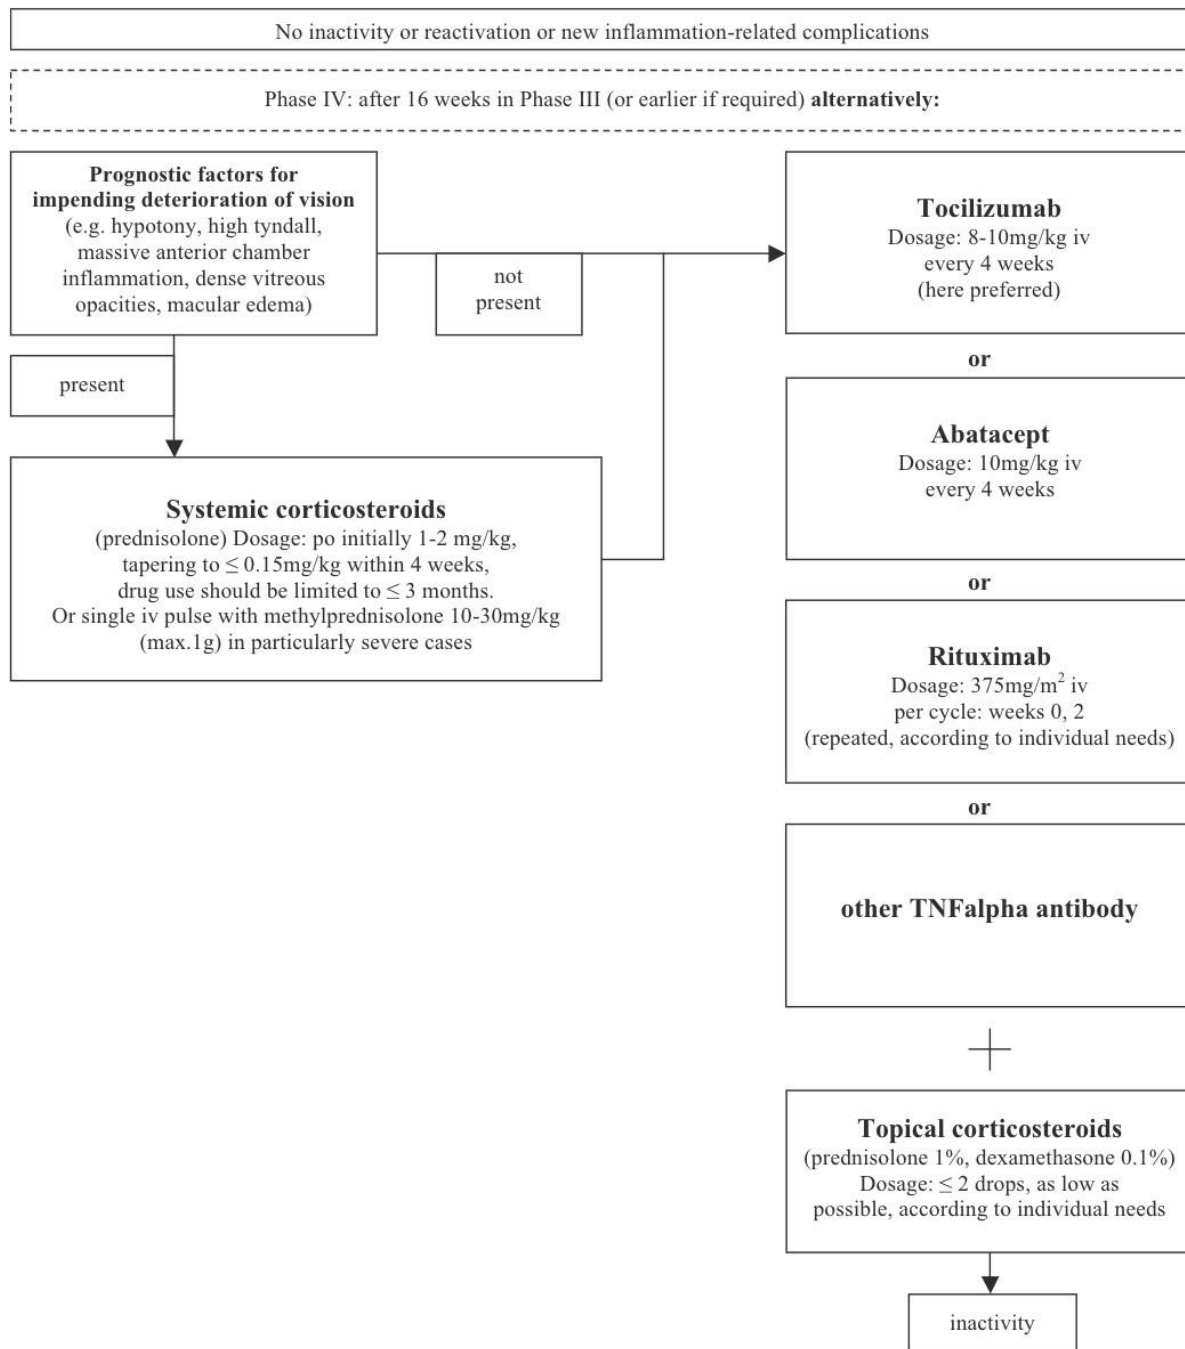 No inactivity or reactivation or new inflammation-related complications
Phase IV: after 16 weeks in Phase III (or earlier if required) alternatively:
Prognostic factors for
impending deterioration of vision
(e.g. hypotony, high tyndall,
massive anterior chamber
inflammation, dense vitreous
opacities, macular edema)
not
present
present
Systemic corticosteroids
(prednisolone) Dosage: po initially 1-2 mg/kg,
tapering to ≤ 0.15mg/kg within 4 weeks,
drug use should be limited to ≤ 3 months.
Or single iv pulse with methylprednisolone 10-30mg/kg
(max.1g) in particularly severe cases
Tocilizumab
Dosage: 8-10mg/kg iv
every 4 weeks
(here preferred)
or
Abatacept
Dosage: 10mg/kg iv
every 4 weeks
or
Rituximab
Dosage: 375mg/m² iv
per cycle: weeks 0, 2
(repeated, according to individual needs)
or
other TNFalpha antibody
+
Topical corticosteroids
(prednisolone 1%, dexamethasone 0.1%)
Dosage: ≤ 2 drops, as low as
possible, according to individual needs
inactivity